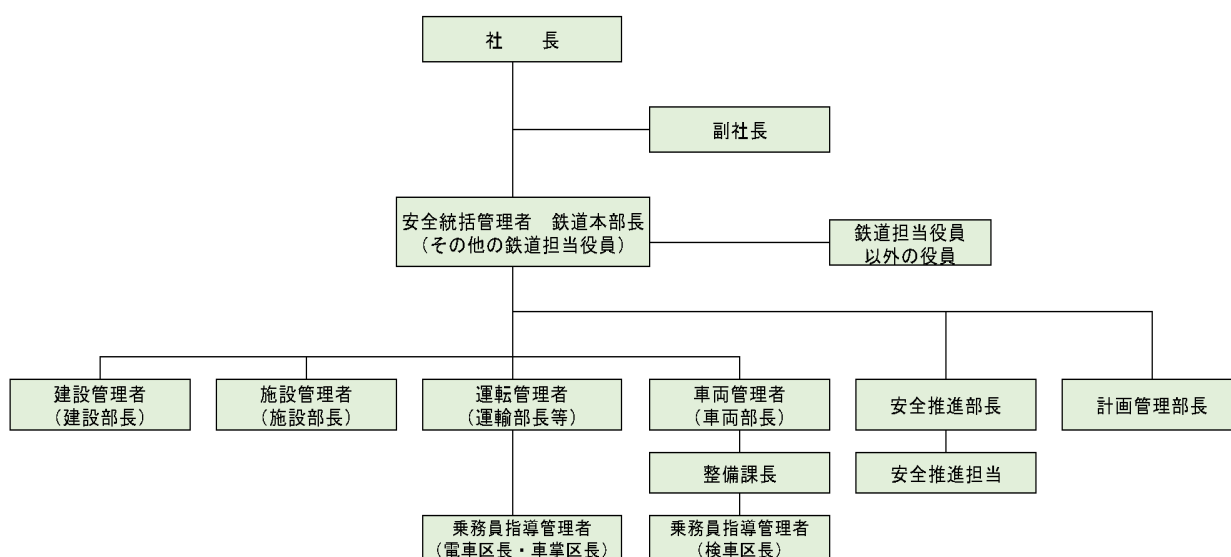 社　　長
副社長
安全統括管理者　鉄道本部長
（その他の鉄道担当役員）
鉄道担当役員
以外の役員
建設管理者
（建設部長）
施設管理者
（施設部長）
運転管理者
（運輸部長等）
車両管理者
（車両部長）
安全推進部長
計画管理部長
整備課長
安全推進担当
乗務員指導管理者
（電車区長・車掌区長）
乗務員指導管理者
（検車区長）